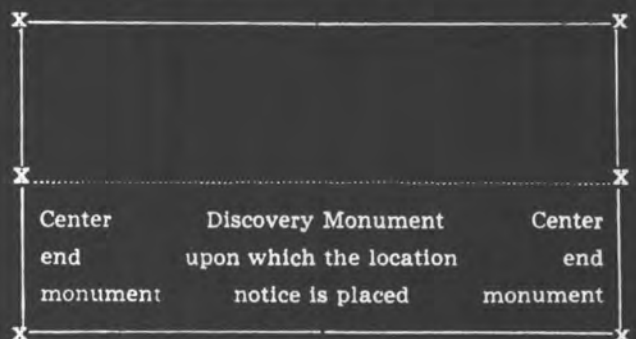 X X
X X
Center Discovery Monument Center
end upon which the location end
monument notice is placed monument
X X